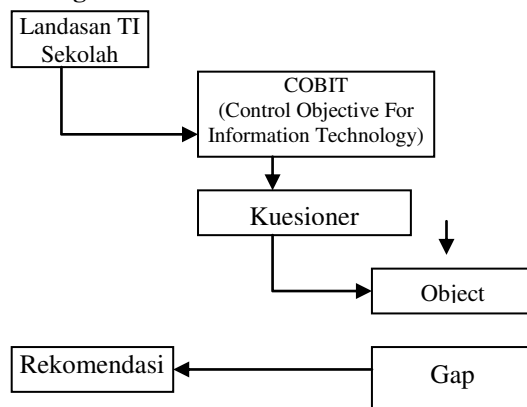 Landasan TI
Sekolah
COBIT
(Control Objective For
Information Technology)
Kuesioner
Object
Rekomendasi
Gap